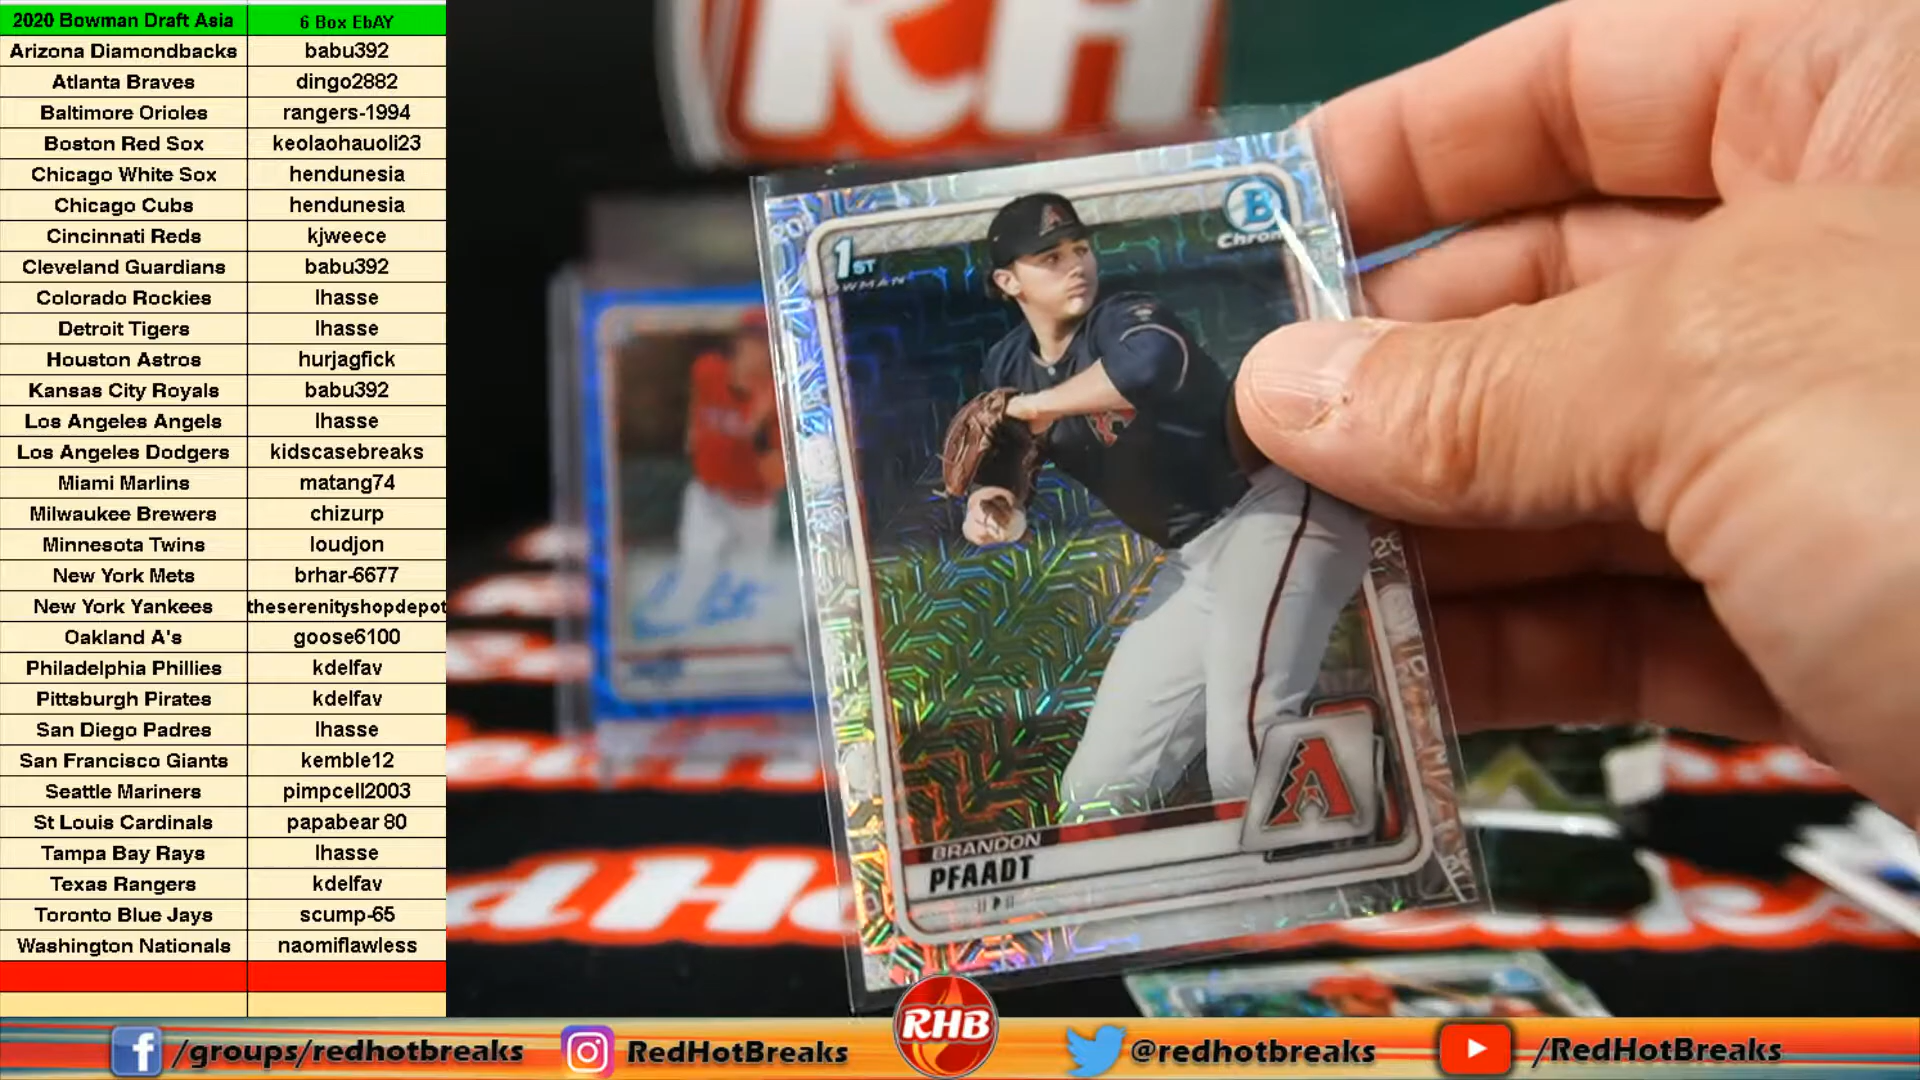 2020 Bowman Draft Asia 6 Box EbAY
Arizona Diamondbacks babu392
Atlanta Braves dingo2882
Baltimore Orioles rangers-1994
Boston Red Sox keolaohauoli23
Chicago White Sox hendunesia
Chicago Cubs hendunesia
Cincinnati Reds kjweece
Cleveland Guardians babu392
Colorado Rockies lhasse
Detroit Tigers lhasse
Houston Astros hurjagfick
Kansas City Royals babu392
Los Angeles Angels lhasse
Los Angeles Dodgers kidscasebreaks
Miami Marlins matang74
Milwaukee Brewers chizurp
Minnesota Twins loudjon
New York Mets brhar-6677
New York Yankees theserenityshopdepot
Oakland A's goose6100
Philadelphia Phillies kdelfav
Pittsburgh Pirates kdelfav
San Diego Padres lhasse
San Francisco Giants kemble12
Seattle Mariners pimpcell2003
St Louis Cardinals papabear 80
Tampa Bay Rays lhasse
Texas Rangers kdelfav
Toronto Blue Jays scump-65
Washington Nationals naomiflawless
RH
1ST
OWMAN
B
Chrom
A
BRANDON
PFAADT
A
RHB
/groups/redhotbreaks
RedHotBreaks
@redhotbreaks
/RedHotBreaks